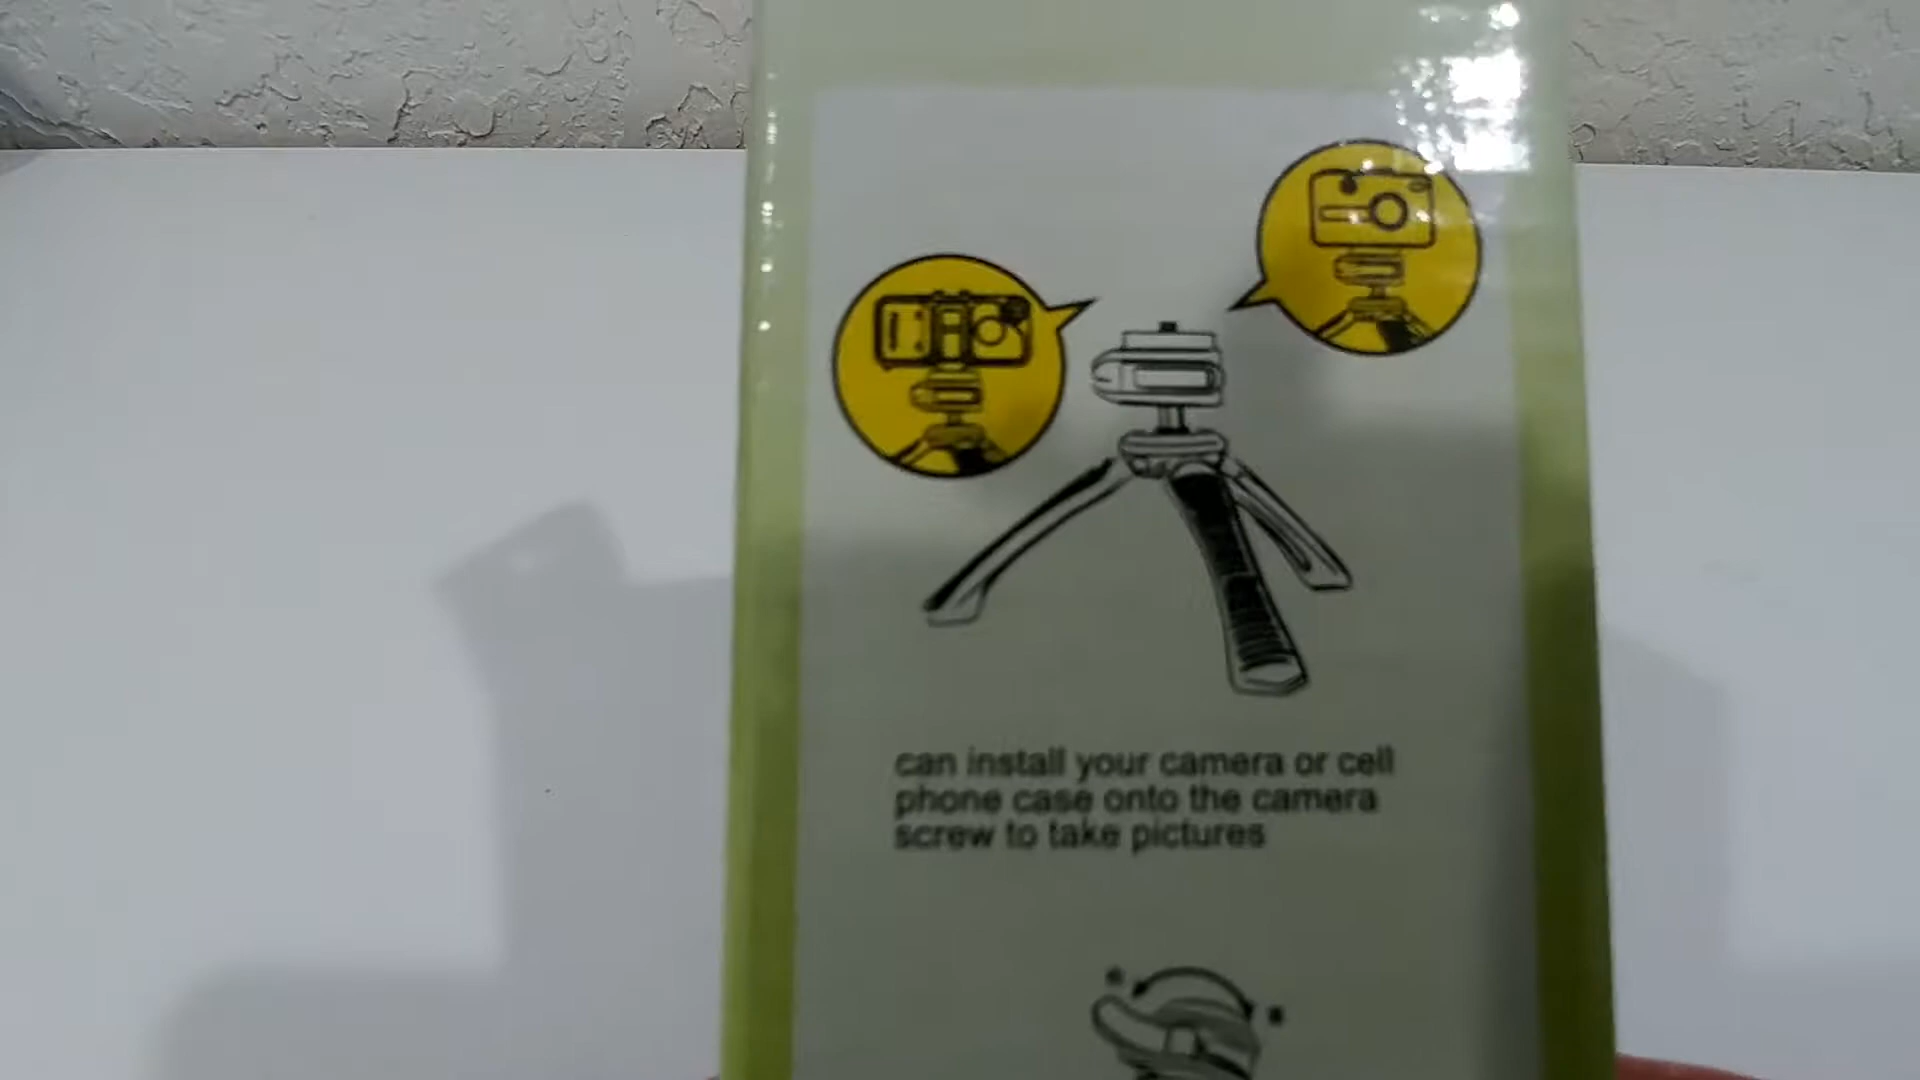 can install your camera or cell
phone case onto the camera
screw to take pictures